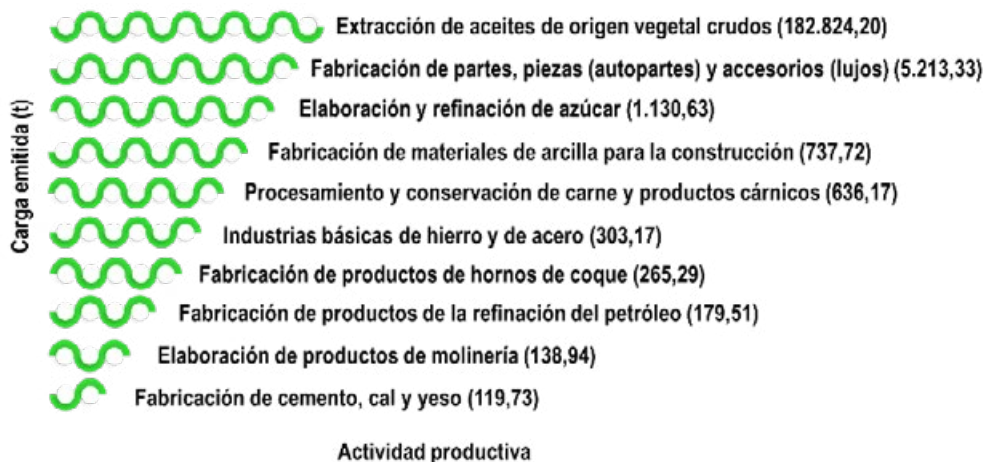 Extracción de aceites de origen vegetal crudos (182.824,20)
Fabricación de partes, piezas (autopartes) y accesorios (lujos) (5.213,33)
Elaboración y refinación de azúcar (1.130,63)
Fabricación de materiales de arcilla para la construcción (737,72)
Procesamiento y conservación de carne y productos cárnicos (636,17)
Industrias básicas de hierro y de acero (303,17)
Fabricación de productos de hornos de coque (265,29)
Fabricación de productos de la refinación del petróleo (179,51)
Elaboración de productos de molinería (138,94)
Fabricación de cemento, cal y yeso (119,73)
Carga emitida (t)
Actividad productiva